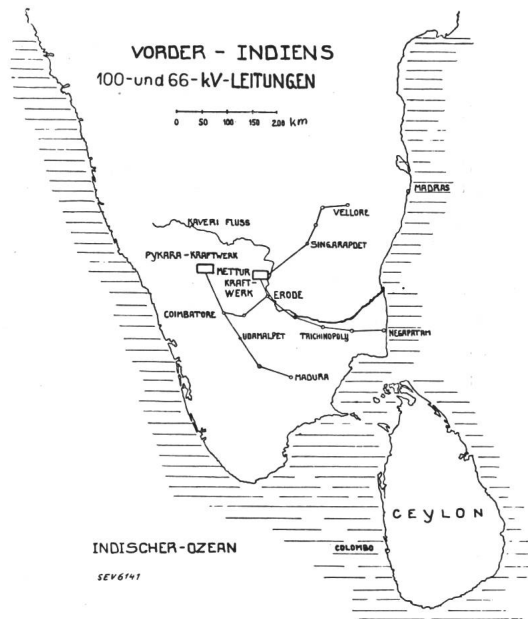 VORDER - INDIENS
100-und 66-kV-LEITUNGEN
0 50 100 160 200 km
MADRAS
VELLORE
KAVERI FLUSS
SINGARAPDET
PYKARA-KRAFTWERK
METTUR
KRAFT-
WERK
ERODE
COIMBATORE
UDAMALPET
TRICHINOPOLY
NEGAPATAM
MADURA
CEYLON
INDISCHER-OZEAN
COLOMBO
SEV6141